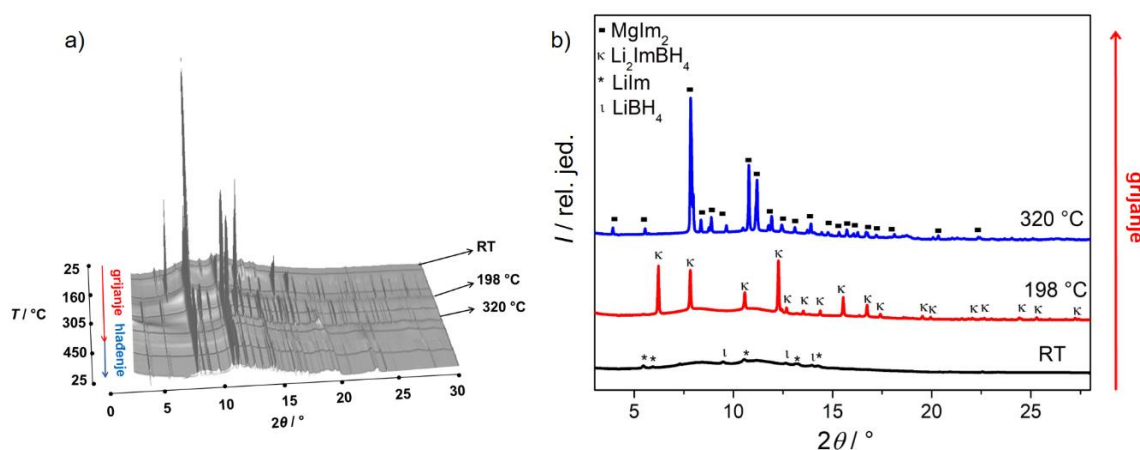 a)
RT
198 °C
320 °C
25
160
305
450
25
T / °C
grijanje
hlađenje
0
5
10
15
20
25
30
2θ / °
b)
MgIm₂
κ Li₂ImBH₄
* LiIm
ι LiBH₄
I / rel. jed.
320 °C
κ κ κ κ κ κ κ κ κ κ κ κ κ κ κ κ
198 °C
* * ι * ι * ι *
RT
5
10
15
20
25
2θ / °
grijanje